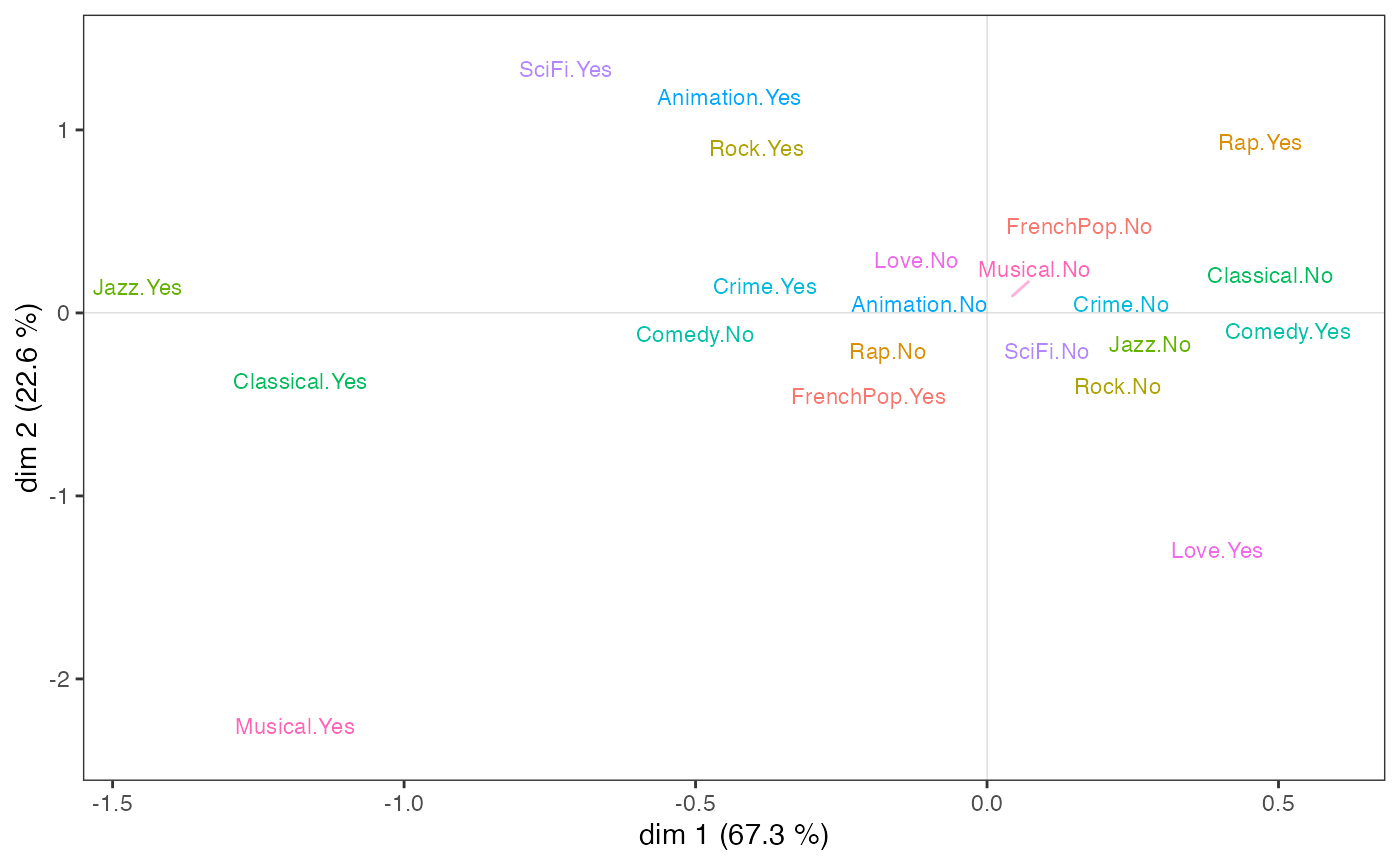 SciFi.Yes
Animation.Yes
1
Rap.Yes
Rock.Yes
FrenchPop.No
Love.No
Musical.No
Classical.No
Jazz.Yes
Crime.Yes
Animation.No
Crime.No
0
Comedy.No
Comedy.Yes
Rap.No
SciFi.No
Jazz.No
Classical.Yes
Rock.No
FrenchPop.Yes
dim 2 (22.6 %)
-1
Love.Yes
-2
Musical.Yes
-1.5 -1.0 -0.5 0.0 0.5
dim 1 (67.3 %)